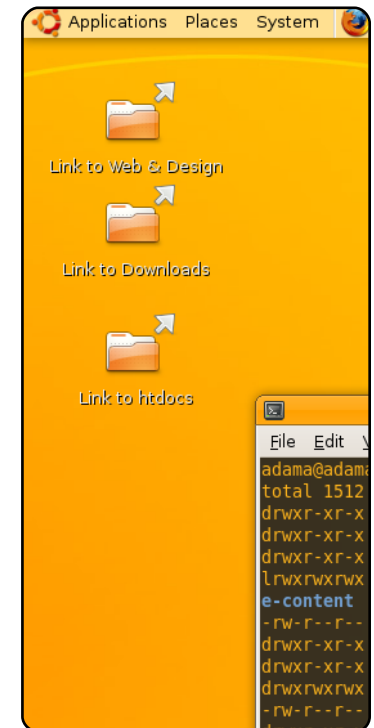 Applications Places System
Link to Web & Design
Link to Downloads
Link to htdocs
File Edit V
adama@adama
total 1512
drwxr-xr-x
drwxr-xr-x
drwxr-xr-x
lrwxrwxrwx
e-content
-rw-r--r--
drwxr-xr-x
drwxr-xr-x
drwxrwxrwx
-rw-r--r--